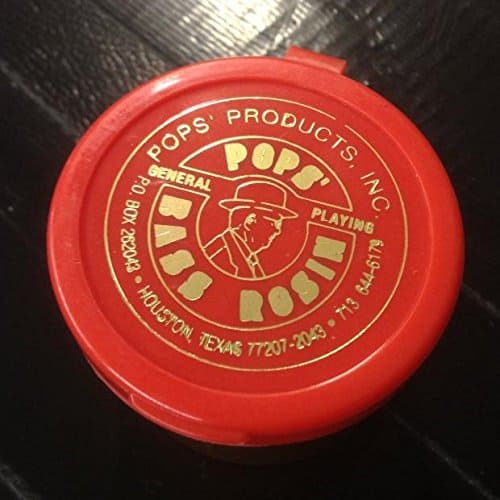 POPS' PRODUCTS, INC.
P.O. BOX 262043 • HOUSTON, TEXAS 77207-2043 • 713 644-6179
POPS'
GENERAL PLAYING
BASS ROSIN